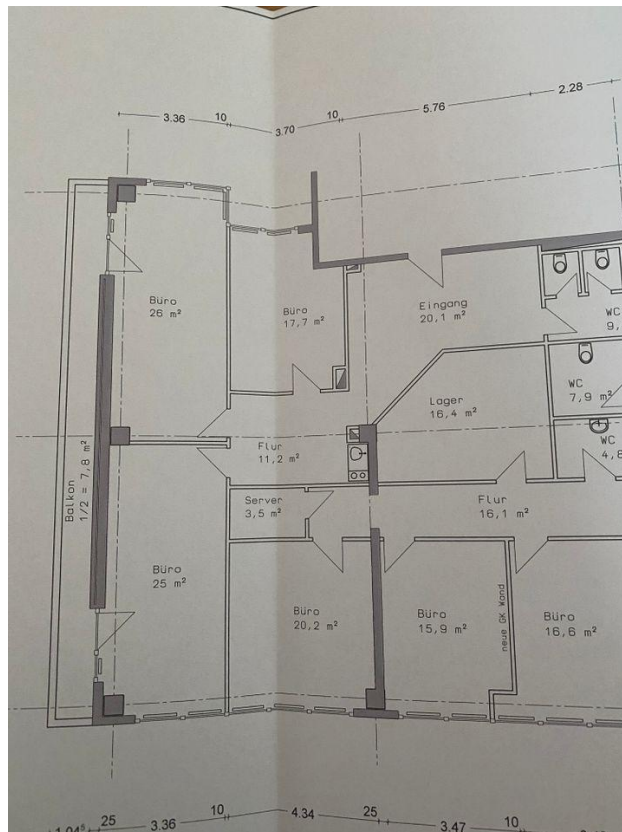 3.36
10
3.70
10
5.76
2.28
Büro
26 m²
Büro
17,7 m²
Eingang
20,1 m²
WC
9,
WC
7,9 m²
Lager
16,4 m²
WC
4,8
Flur
11,2 m²
Balkon
1/2 = 7,8 m²
Server
3,5 m²
Flur
16,1 m²
Büro
25 m²
Büro
20,2 m²
Büro
15,9 m²
neue GK Wand
Büro
16,6 m²
25
3.36
10
4.34
25
3.47
10